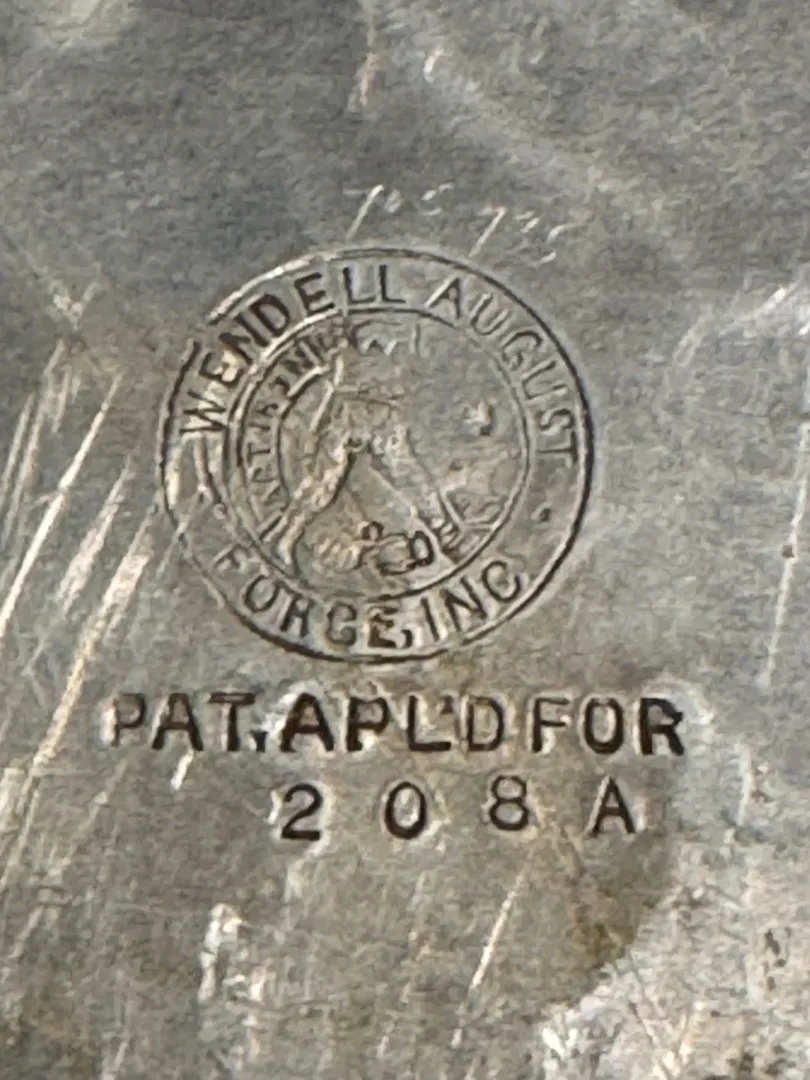 WENDELL AUGUST
FORGE, INC
PAT. APL'D FOR
208A